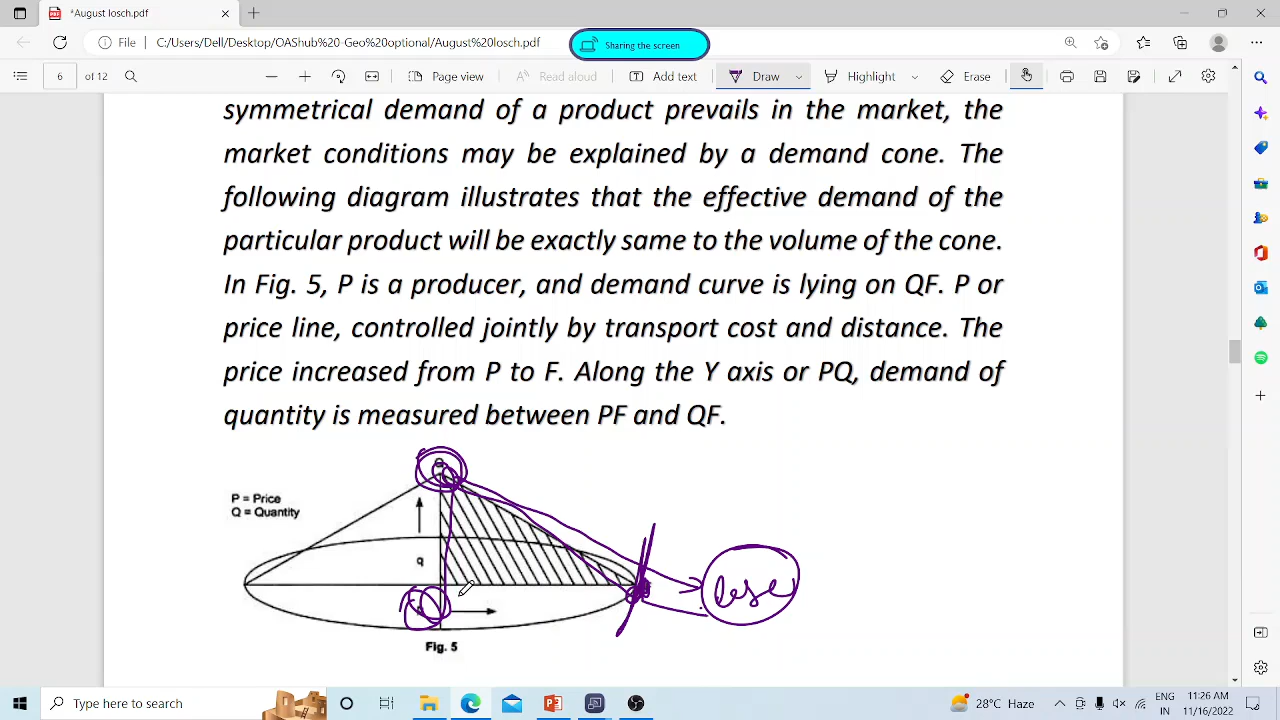 *August losch.pdf
File
C:/Users/Dell/Desktop/OAShub_Geo%20optional/August%20losch.pdf
Sharing the screen
6 of 12
Page view
Read aloud
Add text
Draw
Highlight
Erase
symmetrical demand of a product prevails in the market, the
market conditions may be explained by a demand cone. The
following diagram illustrates that the effective demand of the
particular product will be exactly same to the volume of the cone.
In Fig. 5, P is a producer, and demand curve is lying on QF. P or
price line, controlled jointly by transport cost and distance. The
price increased from P to F. Along the Y axis or PQ, demand of
quantity is measured between PF and QF.
P = Price
Q = Quantity
q
Fig. 5
Type here to search
28°C Haze
ENG
IN
11:26 AM
11/16/2022